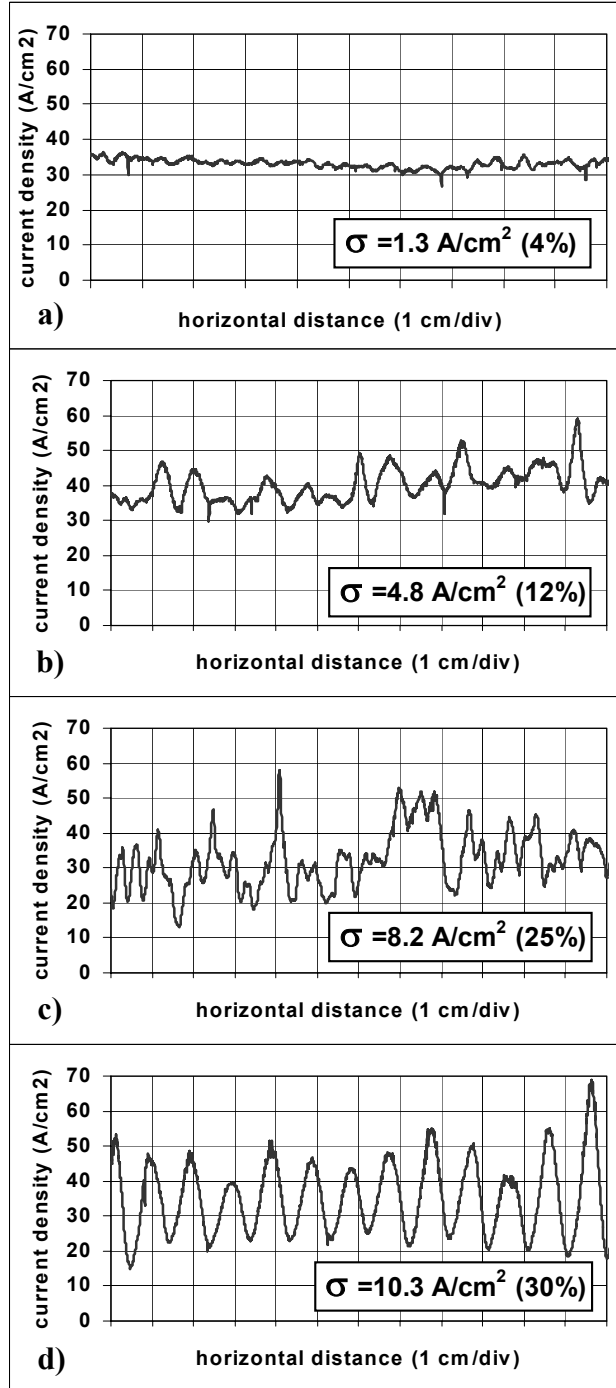 current density (A/cm2)
70
60
50
40
30
20
10
0
σ =1.3 A/cm² (4%)
a)
horizontal distance (1 cm/div)
current density (A/cm2)
70
60
50
40
30
20
10
0
σ =4.8 A/cm² (12%)
b)
horizontal distance (1 cm/div)
current density (A/cm2)
70
60
50
40
30
20
10
0
σ =8.2 A/cm² (25%)
c)
horizontal distance (1 cm/div)
current density (A/cm2)
70
60
50
40
30
20
10
0
σ =10.3 A/cm² (30%)
d)
horizontal distance (1 cm/div)